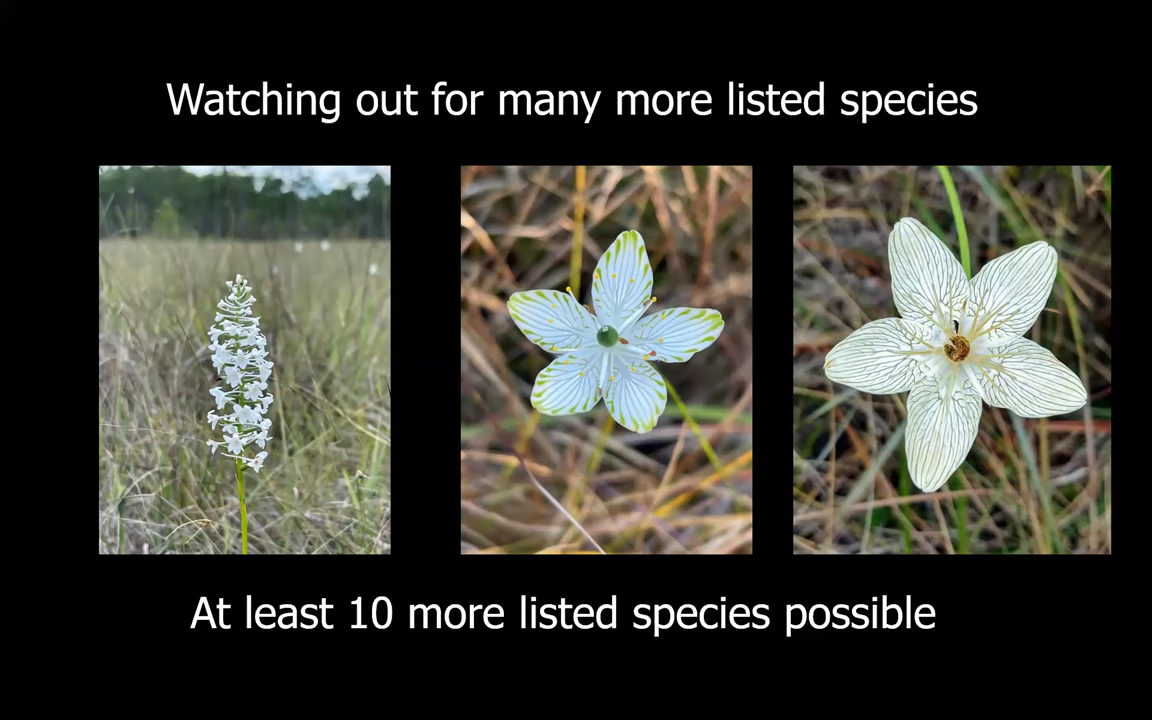 Watching out for many more listed species
At least 10 more listed species possible